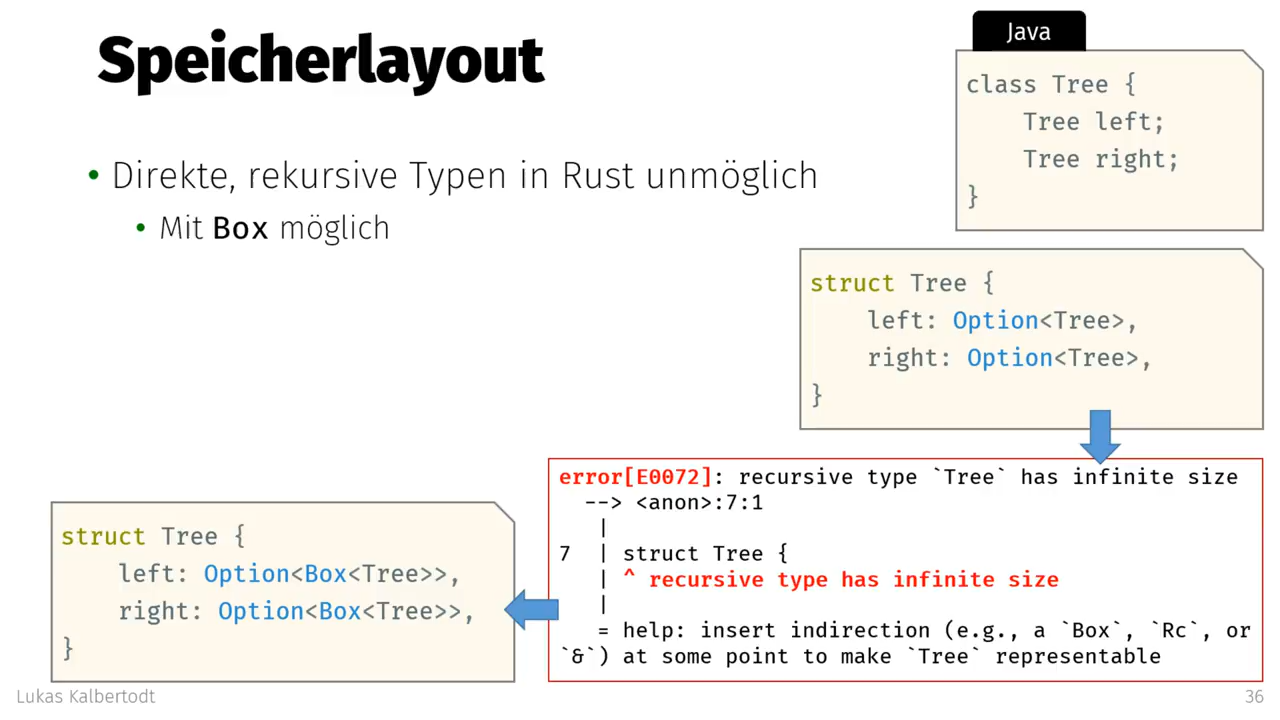 Speicherlayout
• Direkte, rekursive Typen in Rust unmöglich
• Mit Box möglich
Java
class Tree {
    Tree left;
    Tree right;
}
struct Tree {
    left: Option<Tree>,
    right: Option<Tree>,
}
error[E0072]: recursive type `Tree` has infinite size
  --> <anon>:7:1
   |
7  | struct Tree {
   | ^ recursive type has infinite size
   |
   = help: insert indirection (e.g., a `Box`, `Rc`, or
`&`) at some point to make `Tree` representable
struct Tree {
    left: Option<Box<Tree>>,
    right: Option<Box<Tree>>,
}
Lukas Kalbertodt
36